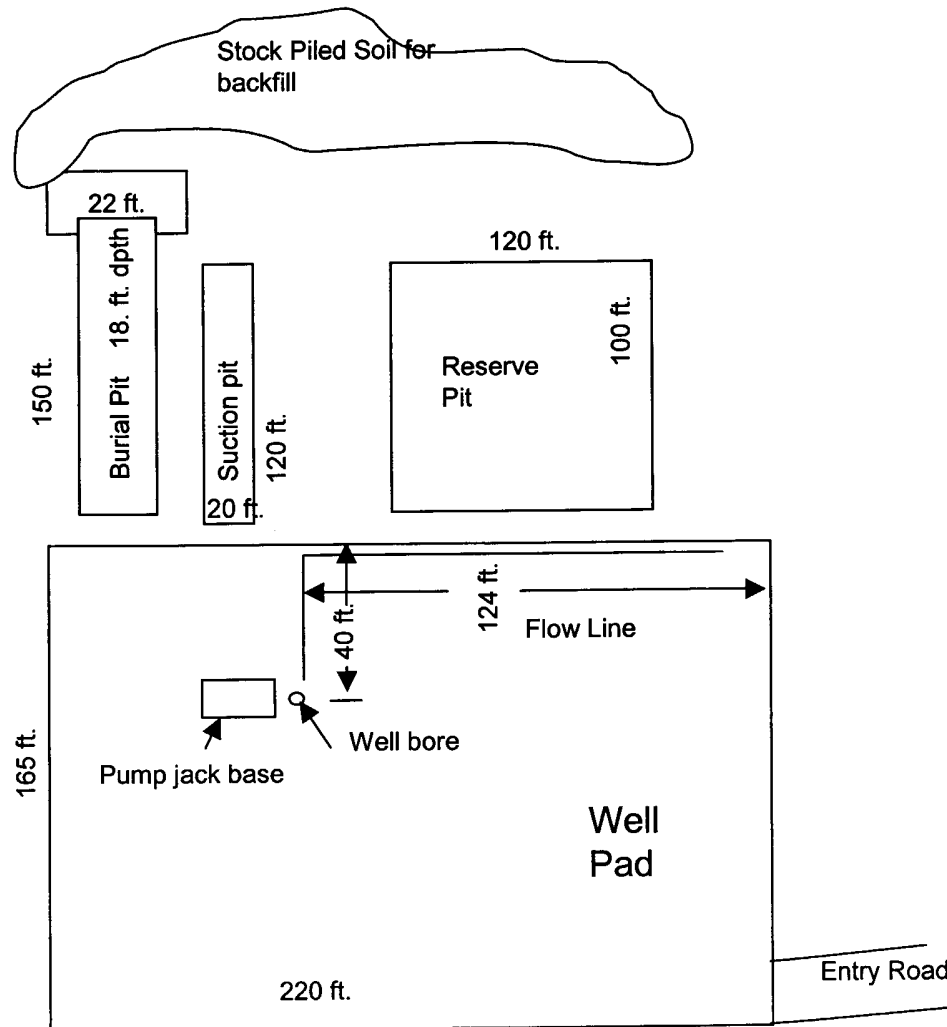 Stock Piled Soil for
backfill
22 ft.
120 ft.
150 ft.
Burial Pit 18. ft. dpth
Suction pit
120 ft.
20 ft.
Reserve
Pit
100 ft.
40 ft.
124 ft.
Flow Line
Well bore
Pump jack base
165 ft.
Well
Pad
220 ft.
Entry Road